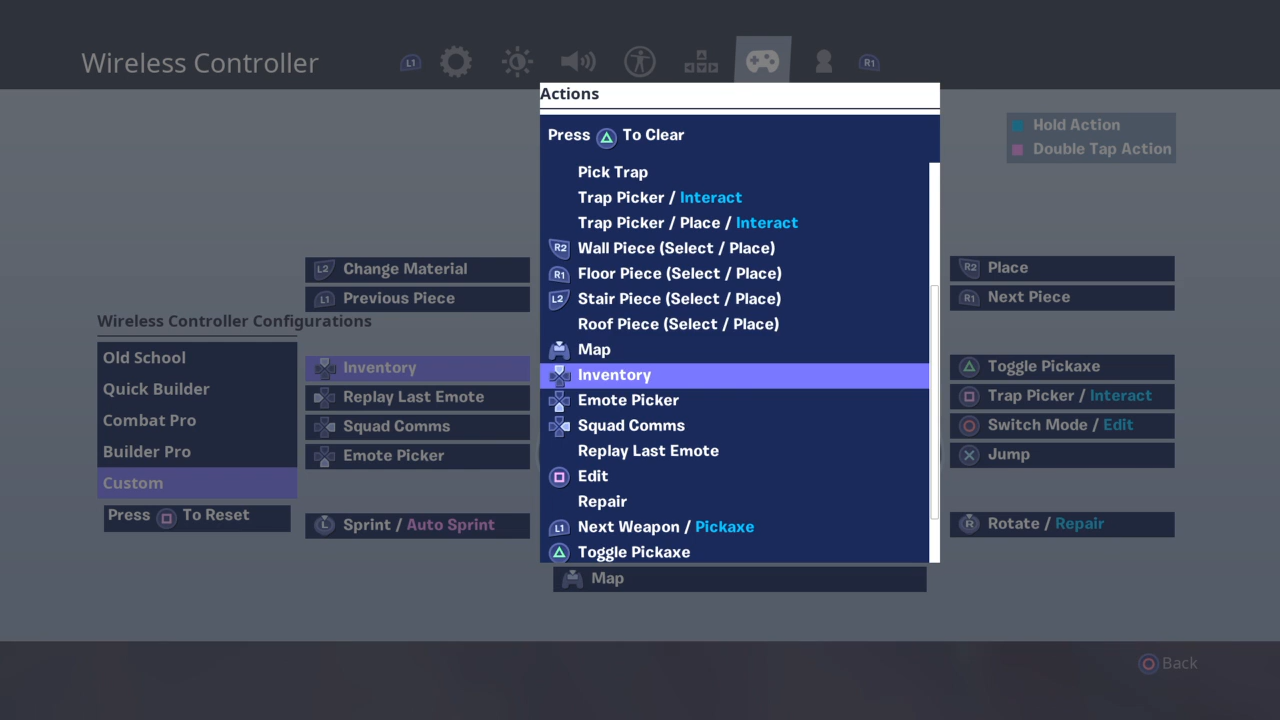 Wireless Controller
L1
R1
Actions
Press To Clear
Hold Action
Double Tap Action
Pick Trap
Trap Picker / Interact
Trap Picker / Place / Interact
R2 Wall Piece (Select / Place)
R1 Floor Piece (Select / Place)
L2 Stair Piece (Select / Place)
Roof Piece (Select / Place)
Map
Inventory
Emote Picker
Squad Comms
Replay Last Emote
Edit
Repair
L1 Next Weapon / Pickaxe
Toggle Pickaxe
L2 Change Material
L1 Previous Piece
Wireless Controller Configurations
Old School
Quick Builder
Combat Pro
Builder Pro
Custom
Press To Reset
Inventory
Replay Last Emote
Squad Comms
Emote Picker
L Sprint / Auto Sprint
R2 Place
R1 Next Piece
Toggle Pickaxe
Trap Picker / Interact
Switch Mode / Edit
Jump
R Rotate / Repair
Map
Back